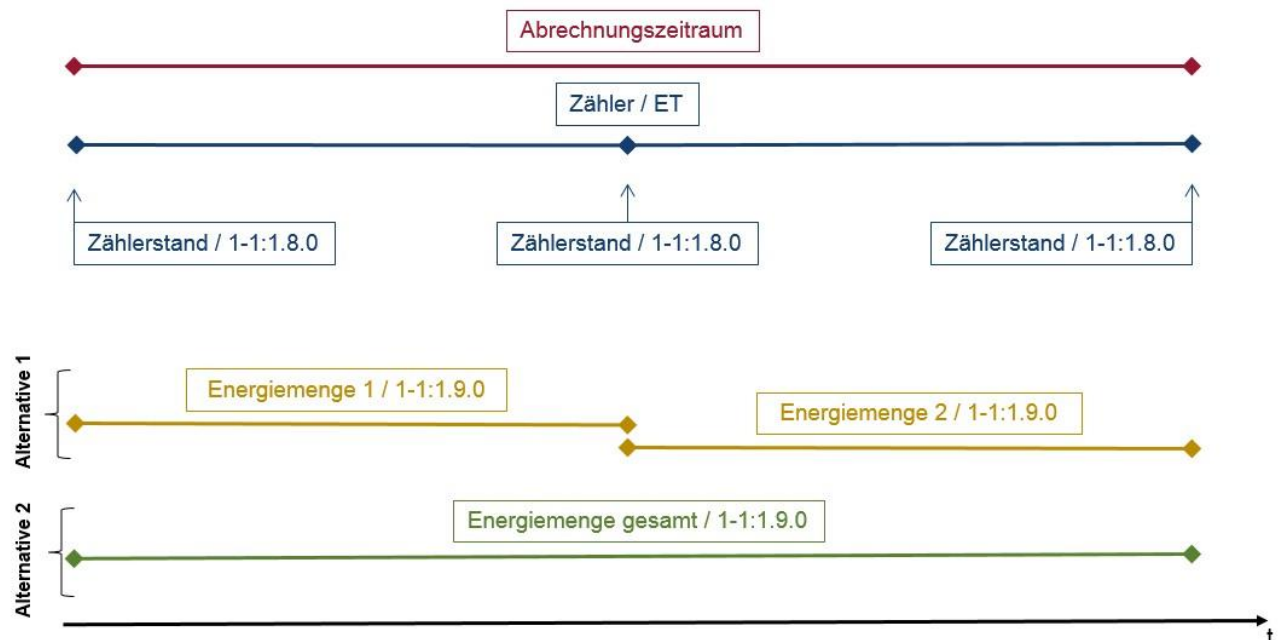 Abrechnungszeitraum
Zähler / ET
Zählerstand / 1-1:1.8.0
Zählerstand / 1-1:1.8.0
Zählerstand / 1-1:1.8.0
Alternative 1
Energiemenge 1 / 1-1:1.9.0
Energiemenge 2 / 1-1:1.9.0
Alternative 2
Energiemenge gesamt / 1-1:1.9.0
t